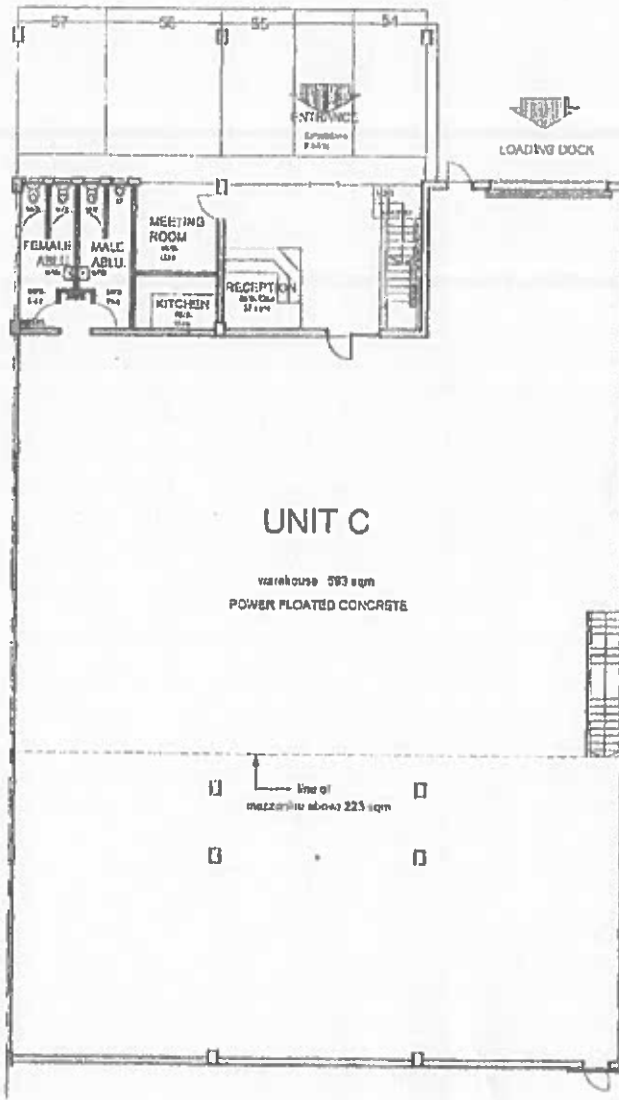 57 56 55 54
ENTRANCE
LOADING DOCK
MEETING
ROOM
FEMALE
ABLU.
MALE
ABLU.
KITCHEN
RECEPTION
UNIT C
warehouse 593 sqm
POWER FLOATED CONCRETE
line of
mezzanine above 223 sqm